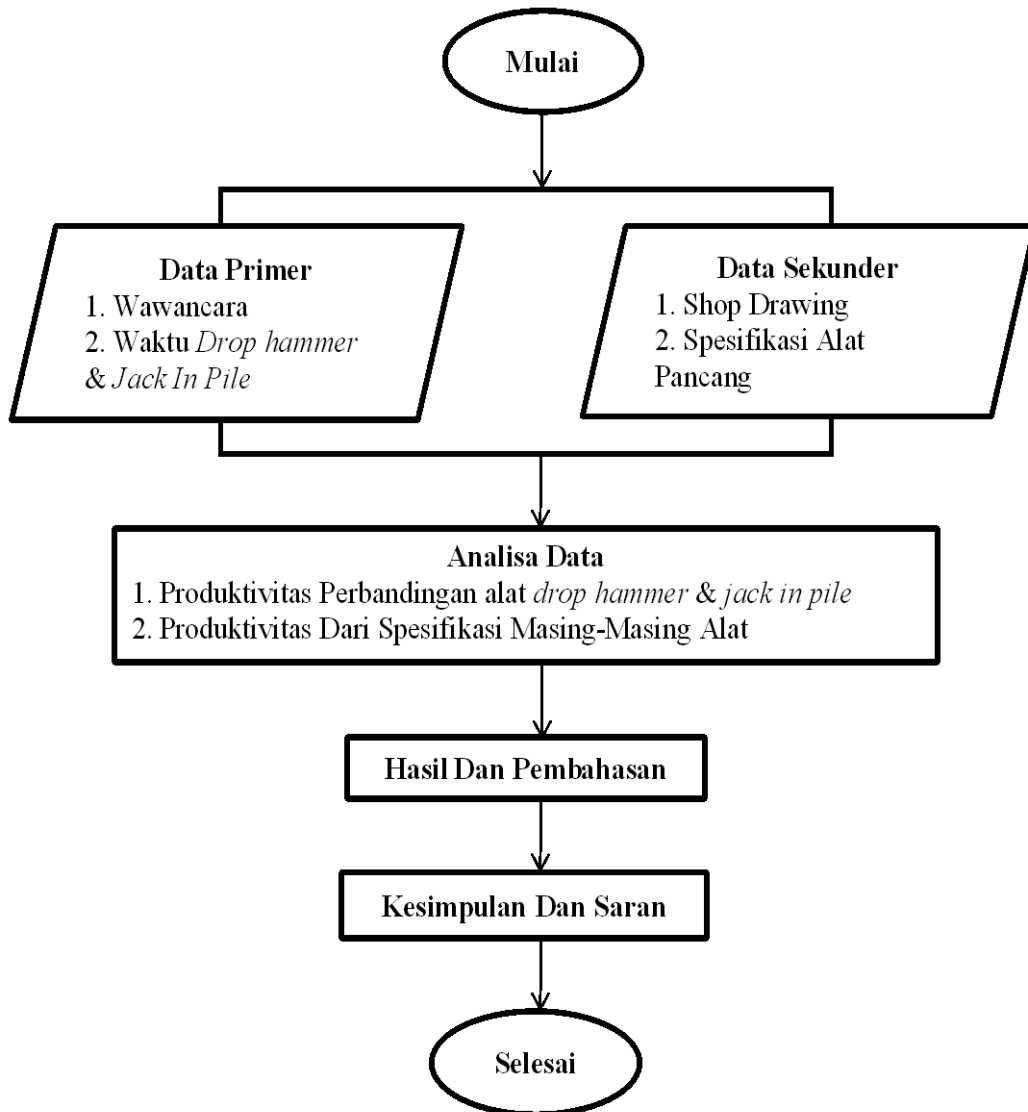 Mulai
Data Primer
1. Wawancara
2. Waktu Drop hammer
& Jack In Pile
Data Sekunder
1. Shop Drawing
2. Spesifikasi Alat
Pancang
Analisa Data
1. Produktivitas Perbandingan alat drop hammer & jack in pile
2. Produktivitas Dari Spesifikasi Masing-Masing Alat
Hasil Dan Pembahasan
Kesimpulan Dan Saran
Selesai